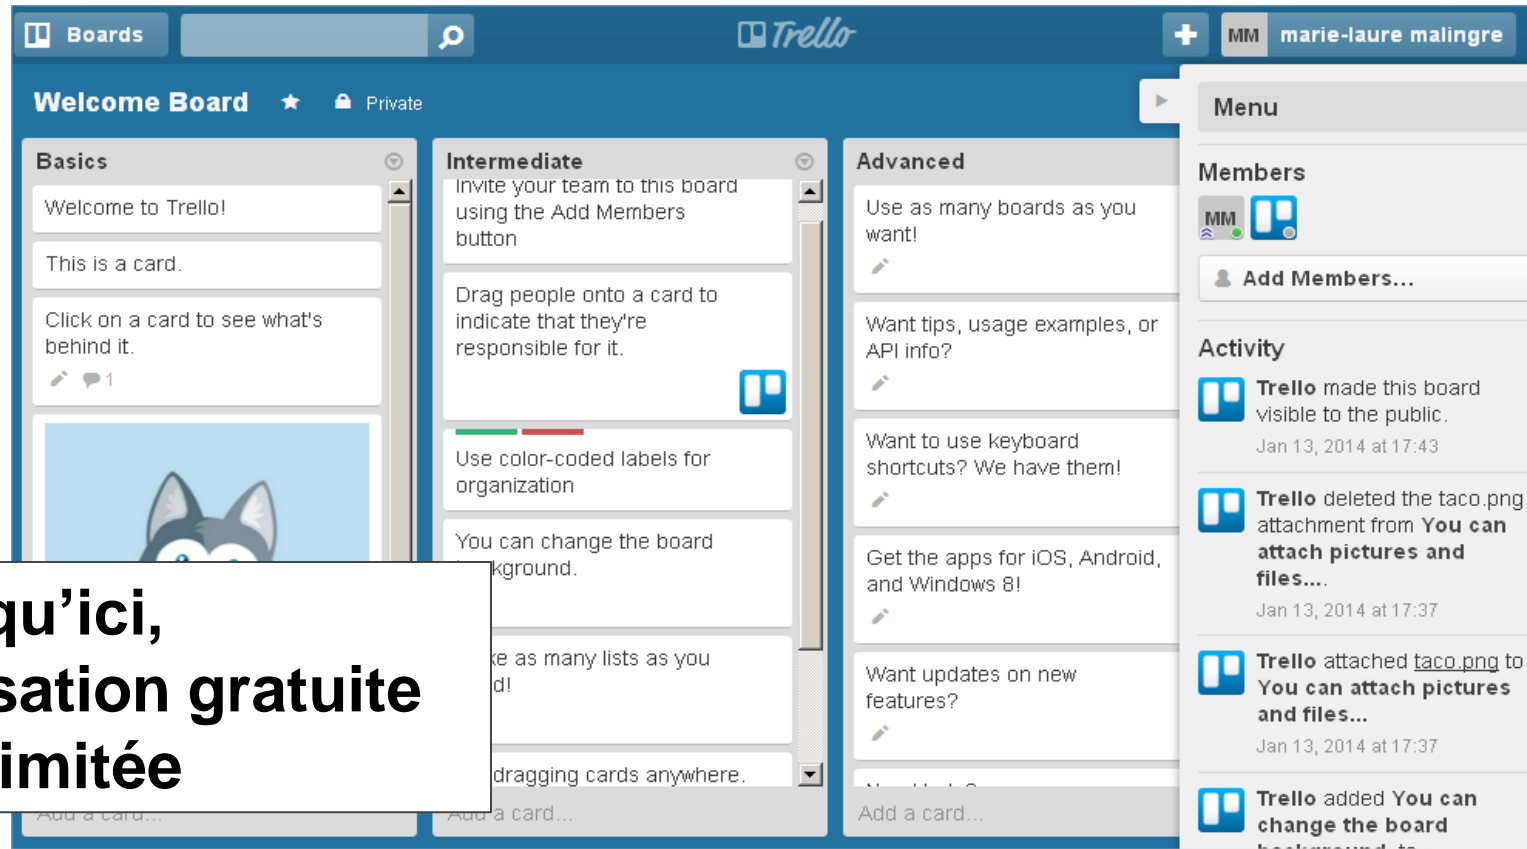 Boards
Trello
MM marie-laure malingre
Welcome Board
Private
Basics
Welcome to Trello!
This is a card.
Click on a card to see what's
behind it.
1
Intermediate
Invite your team to this board
using the Add Members
button
Drag people onto a card to
indicate that they're
responsible for it.
Use color-coded labels for
organization
You can change the board
kground.
e as many lists as you
d!
dragging cards anywhere.
Add a card...
Advanced
Use as many boards as you
want!
Want tips, usage examples, or
API info?
Want to use keyboard
shortcuts? We have them!
Get the apps for iOS, Android,
and Windows 8!
Want updates on new
features?
Add a card...
Menu
Members
MM
Add Members...
Activity
Trello made this board
visible to the public.
Jan 13, 2014 at 17:43
Trello deleted the taco.png
attachment from You can
attach pictures and
files....
Jan 13, 2014 at 17:37
Trello attached taco.png to
You can attach pictures
and files...
Jan 13, 2014 at 17:37
Trello added You can
change the board
qu’ici,
sation gratuite
imitée
Add a card...